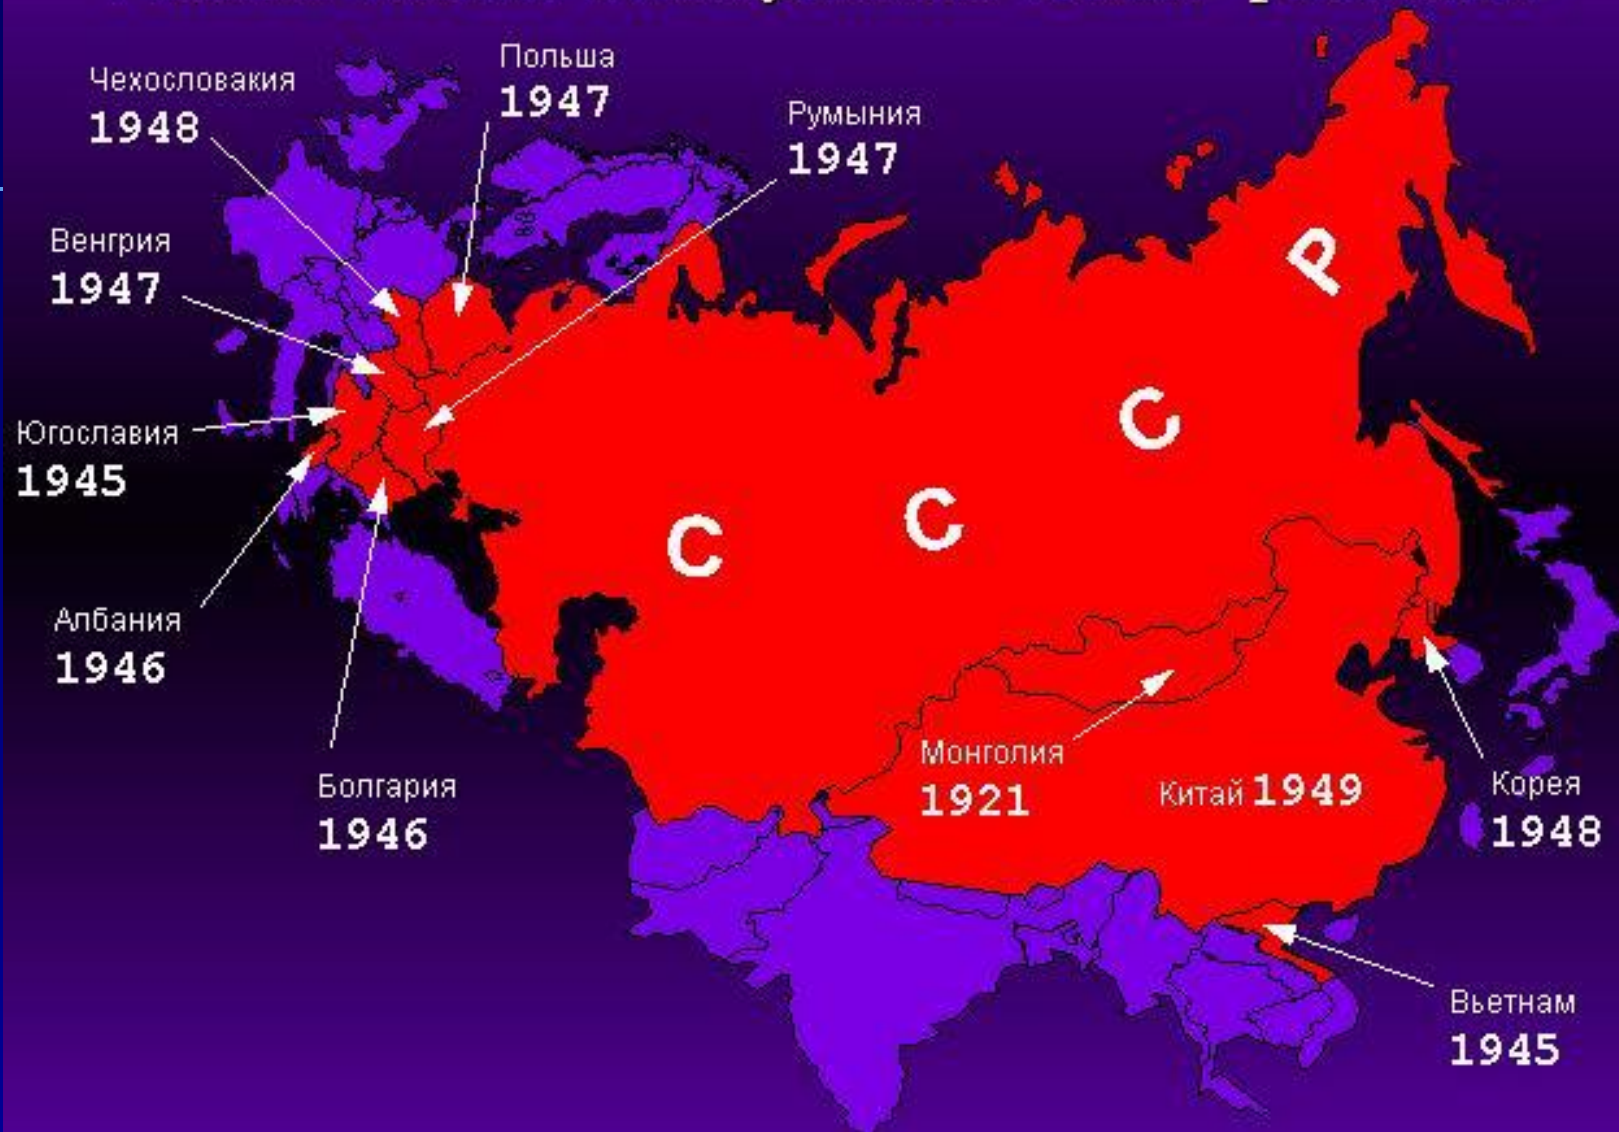 Чехословакия
1948
Польша
1947
Румыния
1947
Венгрия
1947
Югославия
1945
Албания
1946
Болгария
1946
С С С Р
Монголия
1921
Китай 1949
Корея
1948
Вьетнам
1945